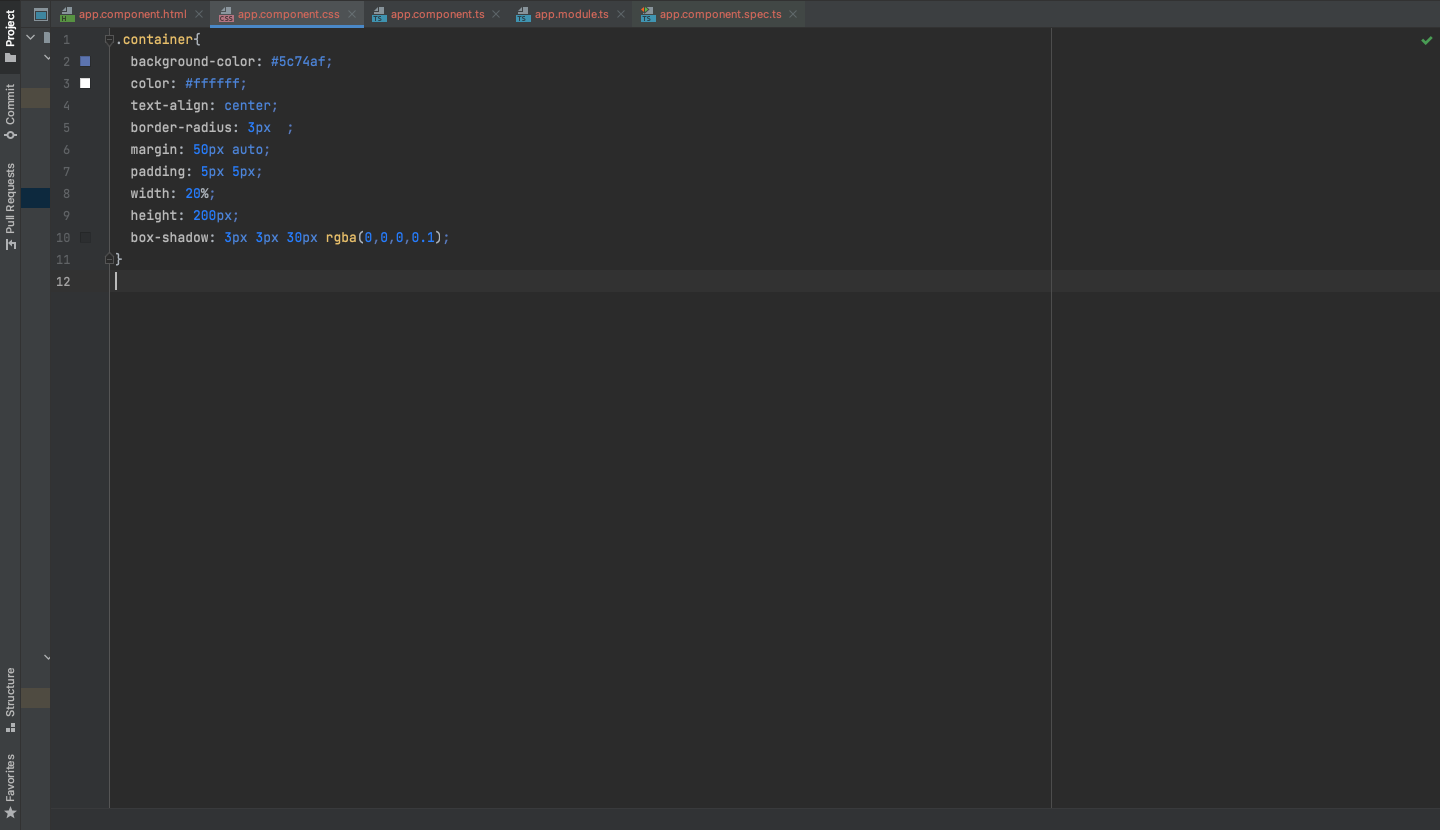 app.component.html app.component.css app.component.ts app.module.ts app.component.spec.ts
Project
Commit
Pull Requests
Structure
Favorites
1 .container{
2 background-color: #5c74af;
3 color: #ffffff;
4 text-align: center;
5 border-radius: 3px  ;
6 margin: 50px auto;
7 padding: 5px 5px;
8 width: 20%;
9 height: 200px;
10 box-shadow: 3px 3px 30px rgba(0,0,0,0.1);
11 }
12